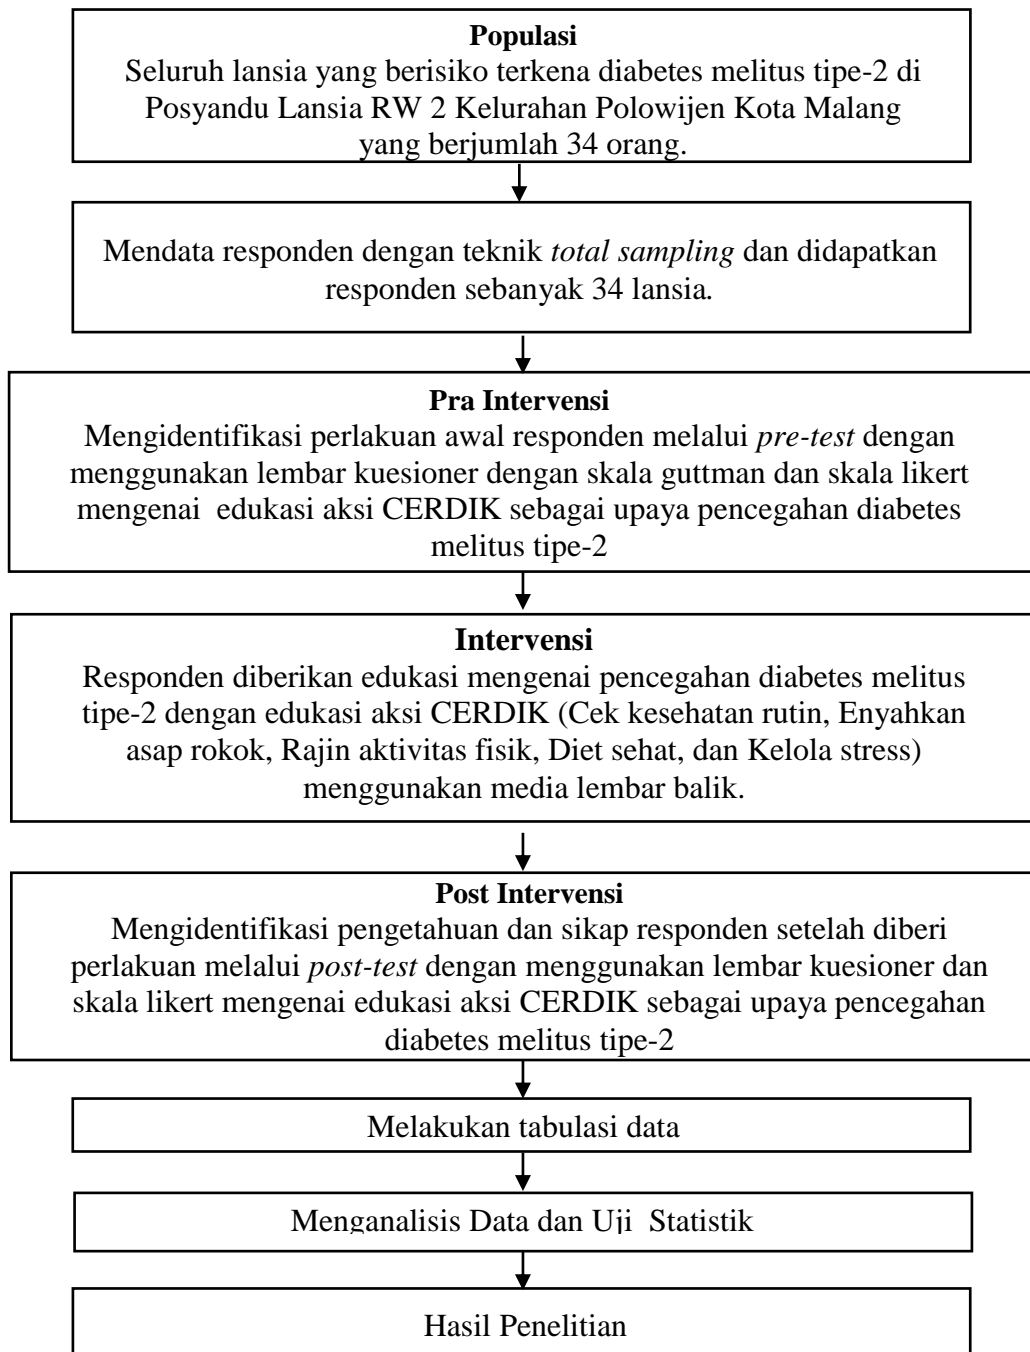 Populasi
Seluruh lansia yang berisiko terkena diabetes melitus tipe-2 di
Posyandu Lansia RW 2 Kelurahan Polowijen Kota Malang
yang berjumlah 34 orang.
Mendata responden dengan teknik total sampling dan didapatkan
responden sebanyak 34 lansia.
Pra Intervensi
Mengidentifikasi perlakuan awal responden melalui pre-test dengan
menggunakan lembar kuesioner dengan skala guttman dan skala likert
mengenai edukasi aksi CERDIK sebagai upaya pencegahan diabetes
melitus tipe-2
Intervensi
Responden diberikan edukasi mengenai pencegahan diabetes melitus
tipe-2 dengan edukasi aksi CERDIK (Cek kesehatan rutin, Enyahkan
asap rokok, Rajin aktivitas fisik, Diet sehat, dan Kelola stress)
menggunakan media lembar balik.
Post Intervensi
Mengidentifikasi pengetahuan dan sikap responden setelah diberi
perlakuan melalui post-test dengan menggunakan lembar kuesioner dan
skala likert mengenai edukasi aksi CERDIK sebagai upaya pencegahan
diabetes melitus tipe-2
Melakukan tabulasi data
Menganalisis Data dan Uji Statistik
Hasil Penelitian